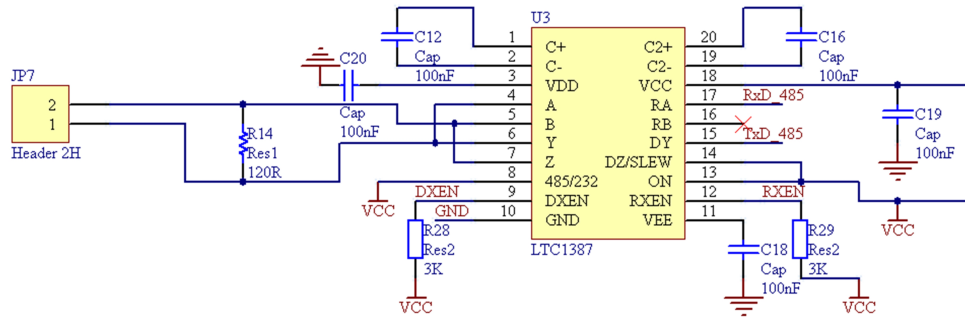 U3
C12
Cap
100nF
C20
Cap
100nF
JP7
2
1
Header 2H
R14
Res1
120R
1
2
3
4
5
6
7
8
9
10
C+
C-
VDD
A
B
Y
Z
485/232
DXEN
GND
C2+
C2-
VCC
RA
RB
DY
DZ/SLEW
ON
RXEN
VEE
20
19
18
17
16
15
14
13
12
11
LTC1387
C16
Cap
100nF
RxD_485
TxD_485
C19
Cap
100nF
VCC
DXEN
GND
R28
Res2
3K
VCC
RXEN
VCC
C18
Cap
100nF
R29
Res2
3K
VCC